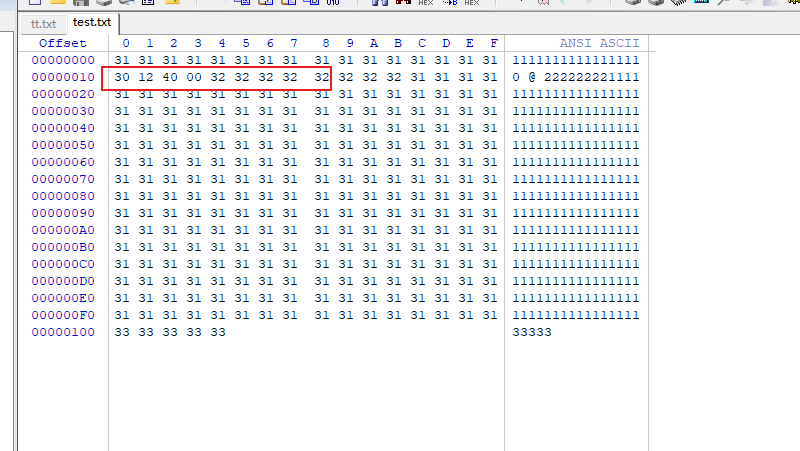 tt.txt test.txt
Offset 0 1 2 3 4 5 6 7 8 9 A B C D E F ANSI ASCII
00000000 31 31 31 31 31 31 31 31 31 31 31 31 31 31 31 31 1111111111111111
00000010 30 12 40 00 32 32 32 32 32 32 32 32 31 31 31 31 0 @ 222222221111
00000020 31 31 31 31 31 31 31 31 31 31 31 31 31 31 31 31 1111111111111111
00000030 31 31 31 31 31 31 31 31 31 31 31 31 31 31 31 31 1111111111111111
00000040 31 31 31 31 31 31 31 31 31 31 31 31 31 31 31 31 1111111111111111
00000050 31 31 31 31 31 31 31 31 31 31 31 31 31 31 31 31 1111111111111111
00000060 31 31 31 31 31 31 31 31 31 31 31 31 31 31 31 31 1111111111111111
00000070 31 31 31 31 31 31 31 31 31 31 31 31 31 31 31 31 1111111111111111
00000080 31 31 31 31 31 31 31 31 31 31 31 31 31 31 31 31 1111111111111111
00000090 31 31 31 31 31 31 31 31 31 31 31 31 31 31 31 31 1111111111111111
000000A0 31 31 31 31 31 31 31 31 31 31 31 31 31 31 31 31 1111111111111111
000000B0 31 31 31 31 31 31 31 31 31 31 31 31 31 31 31 31 1111111111111111
000000C0 31 31 31 31 31 31 31 31 31 31 31 31 31 31 31 31 1111111111111111
000000D0 31 31 31 31 31 31 31 31 31 31 31 31 31 31 31 31 1111111111111111
000000E0 31 31 31 31 31 31 31 31 31 31 31 31 31 31 31 31 1111111111111111
000000F0 31 31 31 31 31 31 31 31 31 31 31 31 31 31 31 31 1111111111111111
00000100 33 33 33 33 33 33333